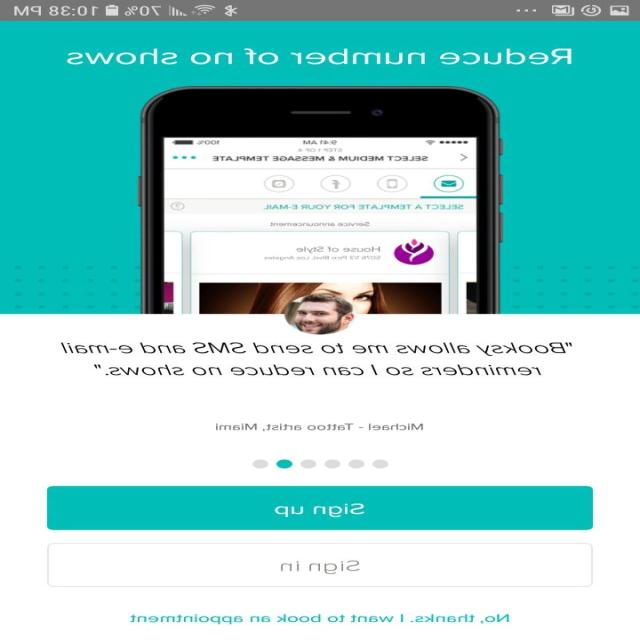 10:38 PM
70%
Reduce number of no shows
9:41 AM
100%
STEP 1 OF 4
SELECT MEDIUM & MESSAGE TEMPLATE
SELECT A TEMPLATE FOR YOUR E-MAIL
Service announcement
House of Style
5076 1/2 Pico Blvd, Los Angeles
"Booksy allows me to send SMS and e-mail
reminders so I can reduce no shows."
Michael - Tattoo artist, Miami
Sign up
Sign in
No, thanks. I want to book an appointment